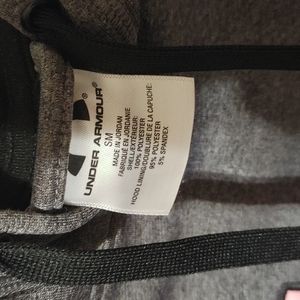 UNDER ARMOUR
SM
MADE IN JORDAN
FABRIQUÉ EN JORDANIE
SHELL/EXTÉRIEUR:
100% POLYESTER
HOOD LINING/DOUBLURE DE LA CAPUCHE:
95% POLYESTER
5% SPANDEX